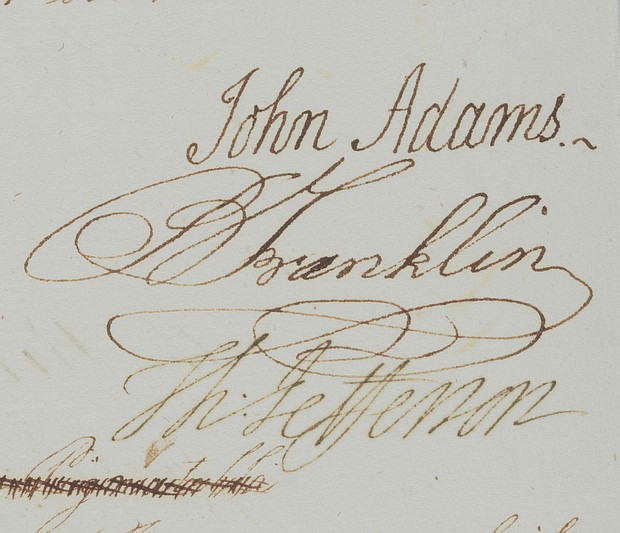 John Adams.~
B Franklin
Th: Jefferson